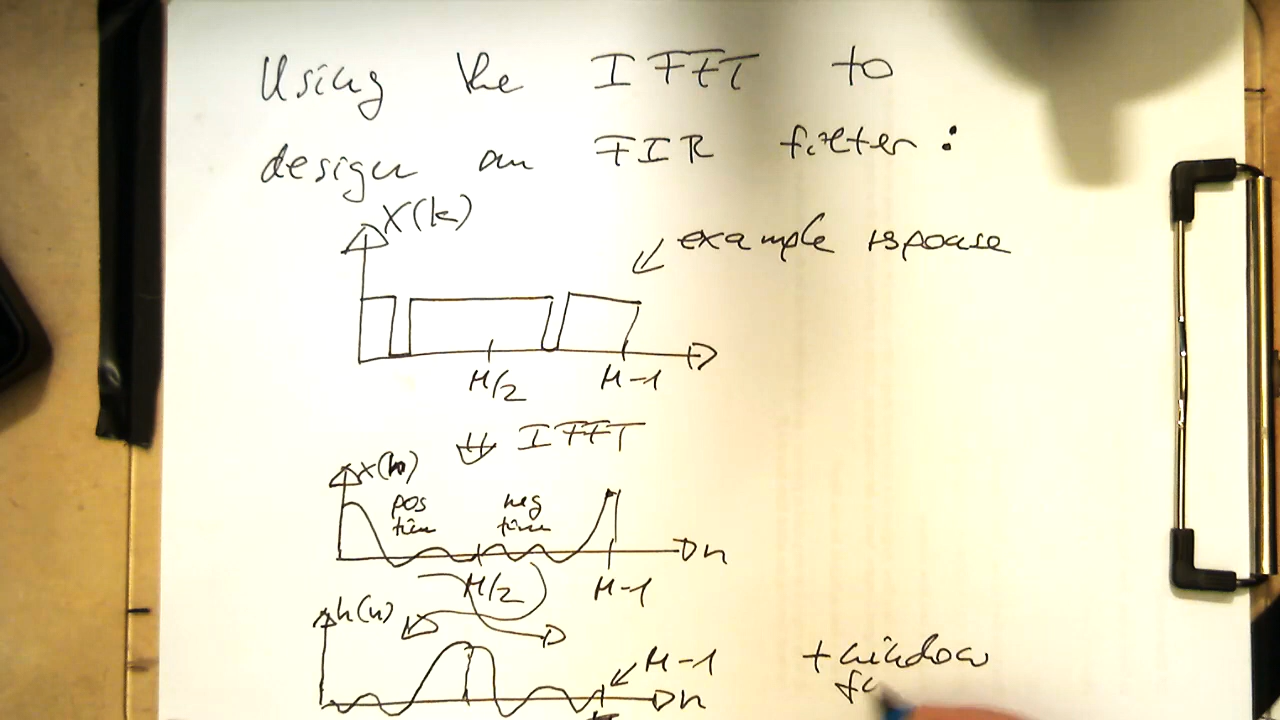 Using the IFFT to
design an FIR filter:
X(k)
example rsponse
M/2
M-1
IFFT
x(n)
pos
time
neg
time
n
M/2
M-1
h(n)
M-1
n
+ window